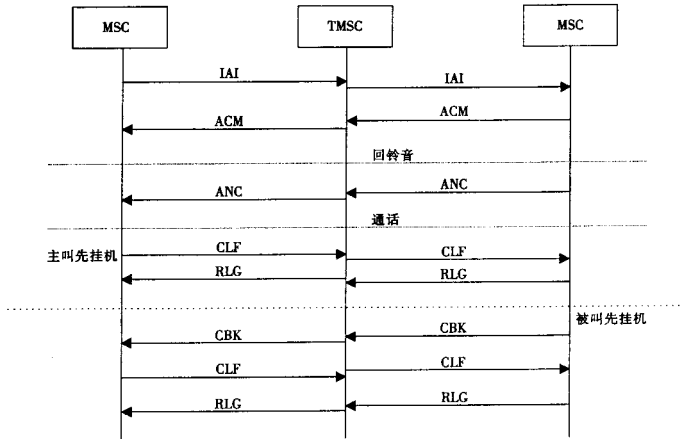 MSC TMSC MSC
IAI IAI
ACM ACM
回铃音
ANC ANC
通话
主叫先挂机 CLF CLF
RLG RLG
被叫先挂机
CBK CBK
CLF CLF
RLG RLG